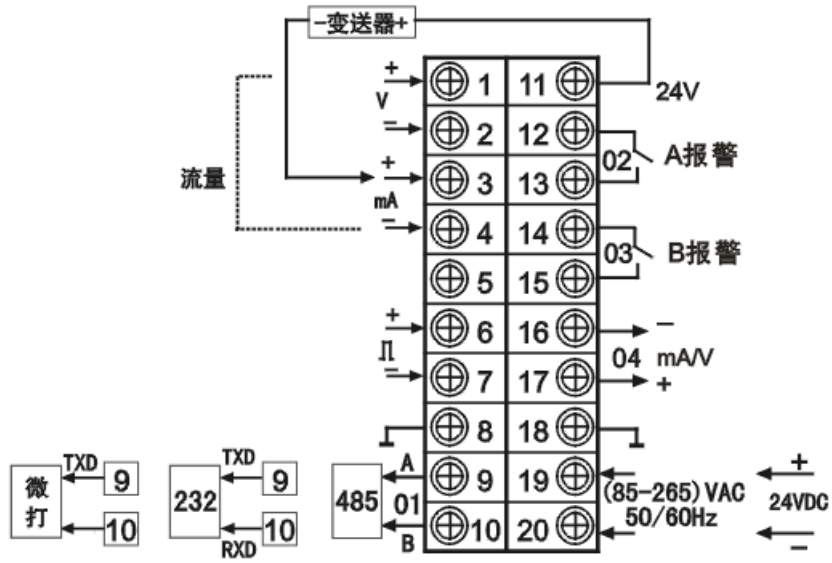 −变送器+
+ 1 11 24V
V
− 2 12
02 A报警
+ 3 13
流量
mA
− 4 14
03 B报警
5 15
+ 6 16 −
04 mA/V
− 7 17 +
8 18
微打 TXD 9 10
232 TXD 9 RXD 10
485 A 01 B
9 19 + 
(85-265)VAC 24VDC
50/60Hz
10 20 −